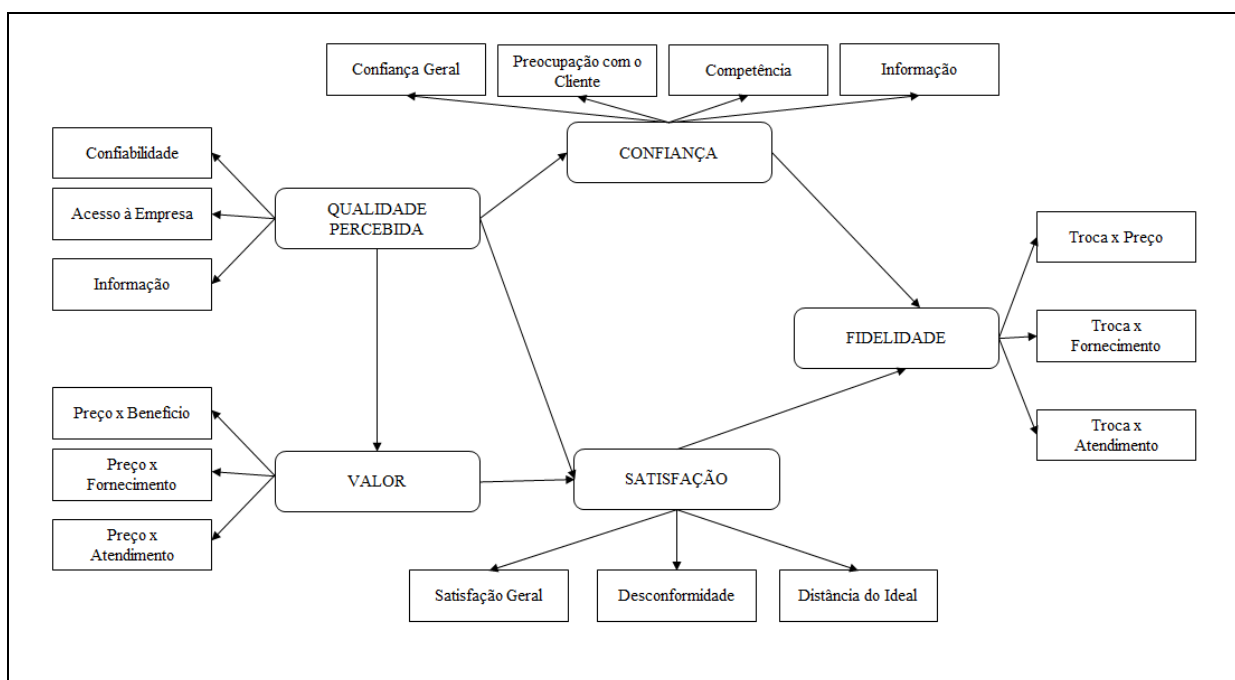 Confiança Geral
Preocupação com o
Cliente
Competência
Informação
CONFIANÇA
Confiabilidade
Acesso à Empresa
Informação
QUALIDADE
PERCEBIDA
Troca x Preço
Troca x
Fornecimento
Troca x
Atendimento
FIDELIDADE
Preço x Beneficio
Preço x
Fornecimento
Preço x
Atendimento
VALOR
SATISFAÇÃO
Satisfação Geral
Desconformidade
Distância do Ideal